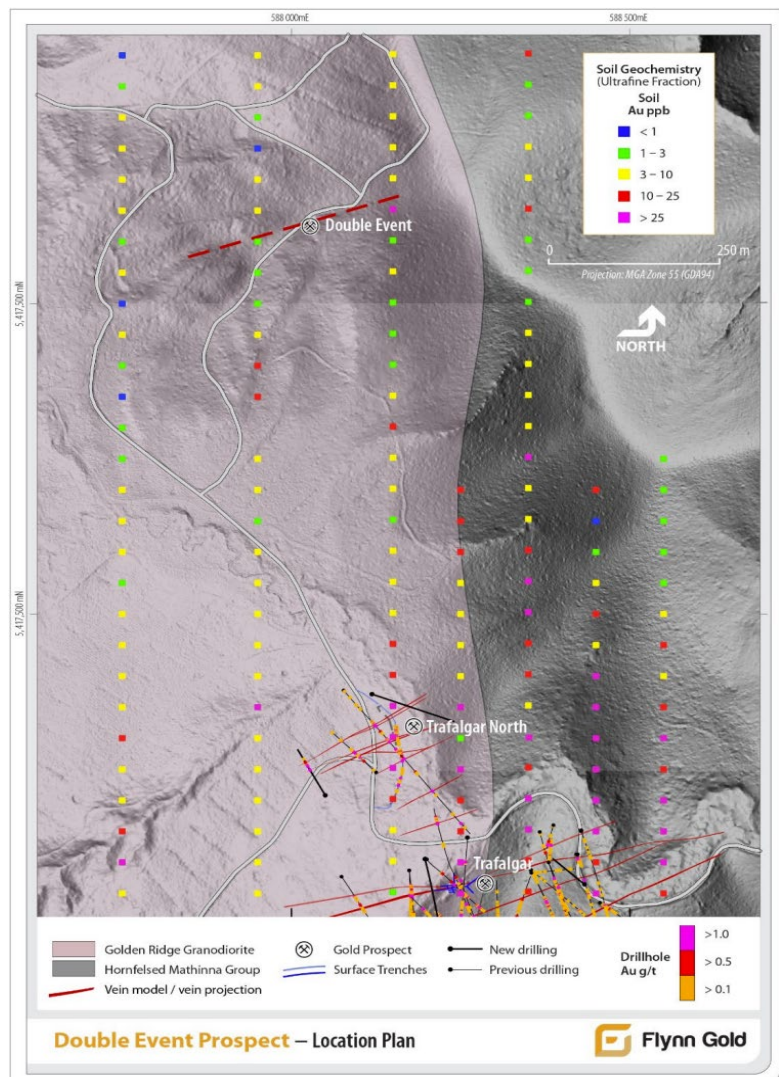 588 000mE
588 500mE
Soil Geochemistry
(Ultrafine Fraction)
Soil
Au ppb
< 1
1 – 3
3 – 10
10 – 25
> 25
0
250 m
Projection: MGA Zone 55 (GDA94)
NORTH
Double Event
5,417,500 mN
5,417,500 mN
Trafalgar North
Trafalgar
Golden Ridge Granodiorite
Hornfelsed Mathinna Group
Vein model / vein projection
Gold Prospect
Surface Trenches
New drilling
Previous drilling
Drillhole
Au g/t
>1.0
> 0.5
> 0.1
Double Event Prospect – Location Plan
Flynn Gold